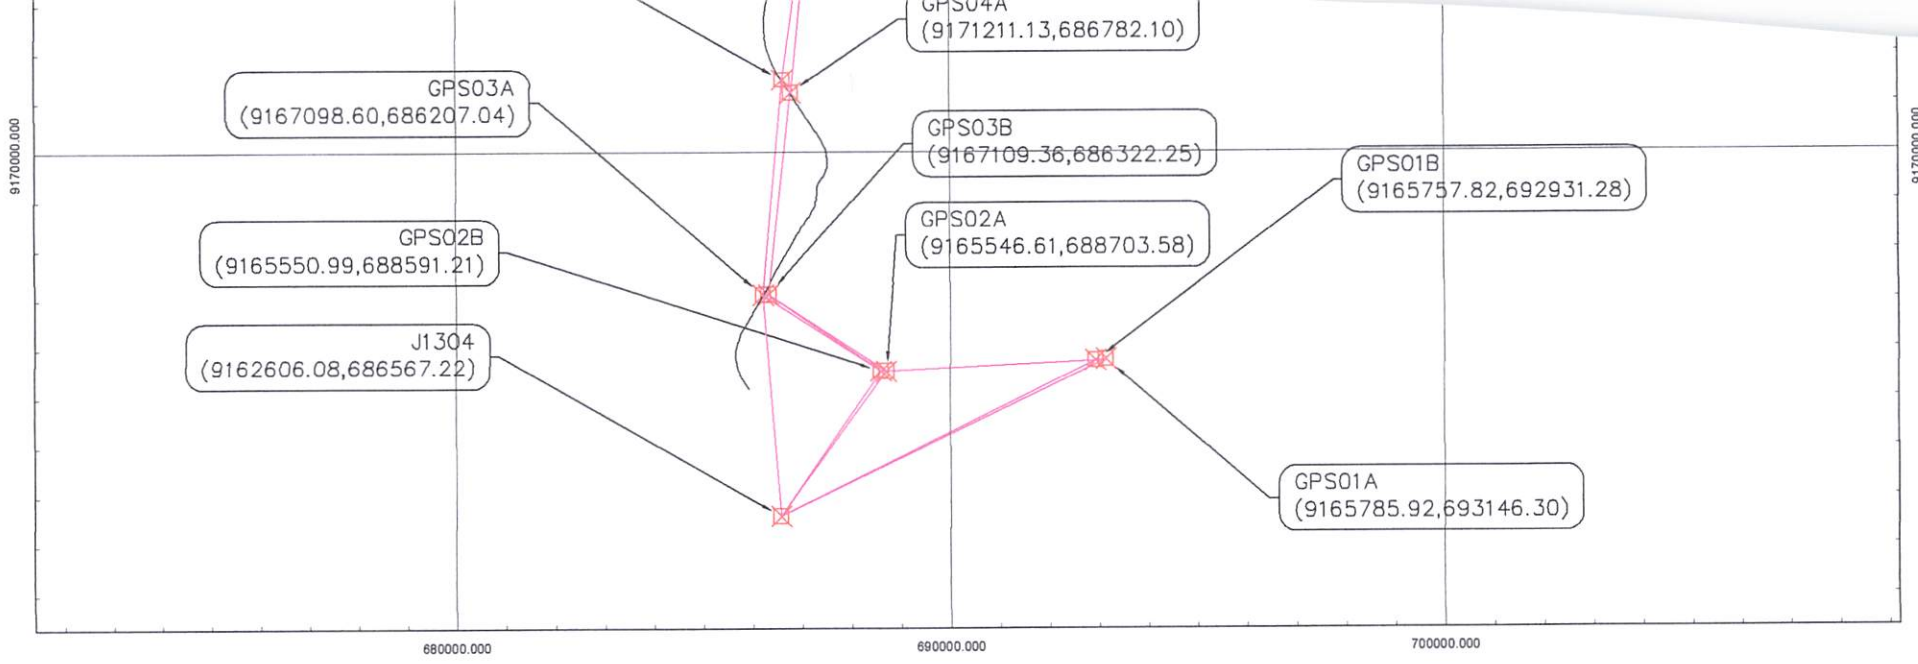 GPS04A
(9171211.13,686782.10)
GPS03A
(9167098.60,686207.04)
GPS03B
(9167109.36,686322.25)
GPS01B
(9165757.82,692931.28)
GPS02A
(9165546.61,688703.58)
GPS02B
(9165550.99,688591.21)
J1304
(9162606.08,686567.22)
GPS01A
(9165785.92,693146.30)
9170000.000
9170000.000
680000.000
690000.000
700000.000